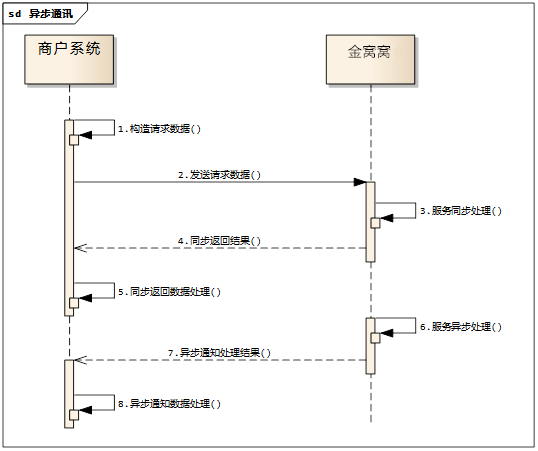 sd 异步通讯
商户系统
金窝窝
1.构造请求数据()
2.发送请求数据()
3.服务同步处理()
4.同步返回结果()
5.同步返回数据处理()
6.服务异步处理()
7.异步通知处理结果()
8.异步通知数据处理()